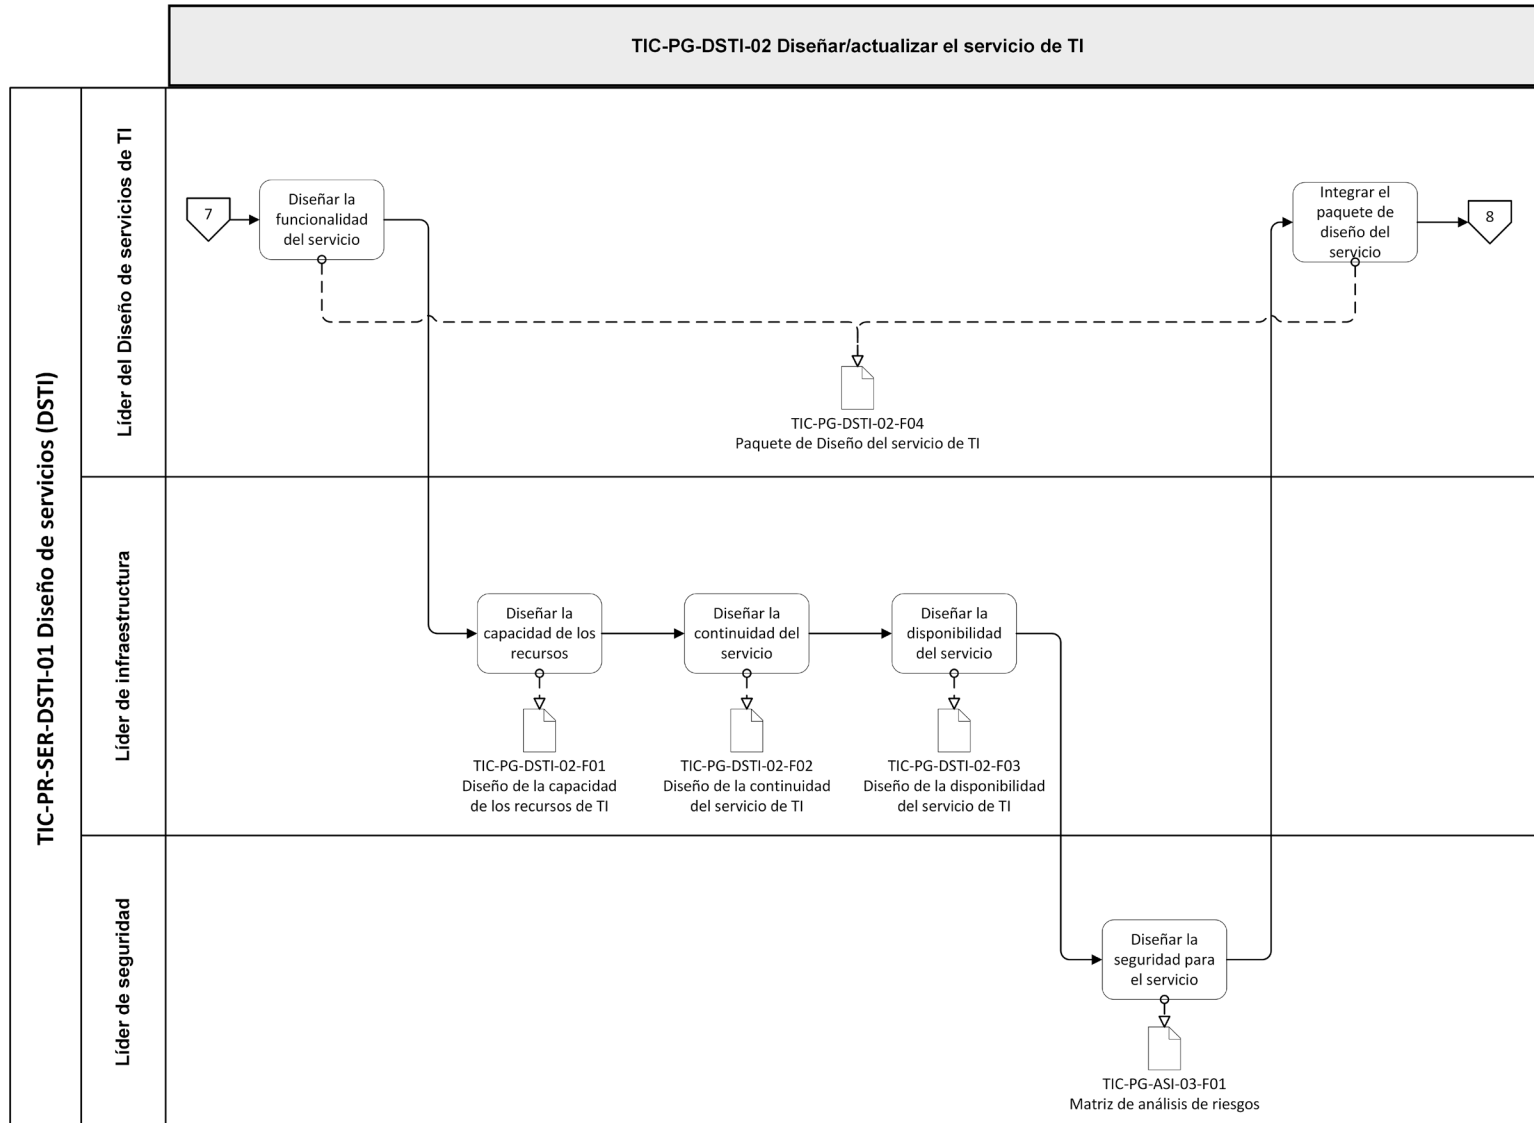 TIC-PG-DSTI-02 Diseñar/actualizar el servicio de TI
TIC-PR-SER-DSTI-01 Diseño de servicios (DSTI)
Líder del Diseño de servicios de TI
7
Diseñar la
funcionalidad
del servicio
Integrar el
paquete de
diseño del
servicio
8
TIC-PG-DSTI-02-F04
Paquete de Diseño del servicio de TI
Líder de infraestructura
Diseñar la
capacidad de los
recursos
Diseñar la
continuidad del
servicio
Diseñar la
disponibilidad
del servicio
TIC-PG-DSTI-02-F01
Diseño de la capacidad
de los recursos de TI
TIC-PG-DSTI-02-F02
Diseño de la continuidad
del servicio de TI
TIC-PG-DSTI-02-F03
Diseño de la disponibilidad
del servicio de TI
Líder de seguridad
Diseñar la
seguridad para
el servicio
TIC-PG-ASI-03-F01
Matriz de análisis de riesgos